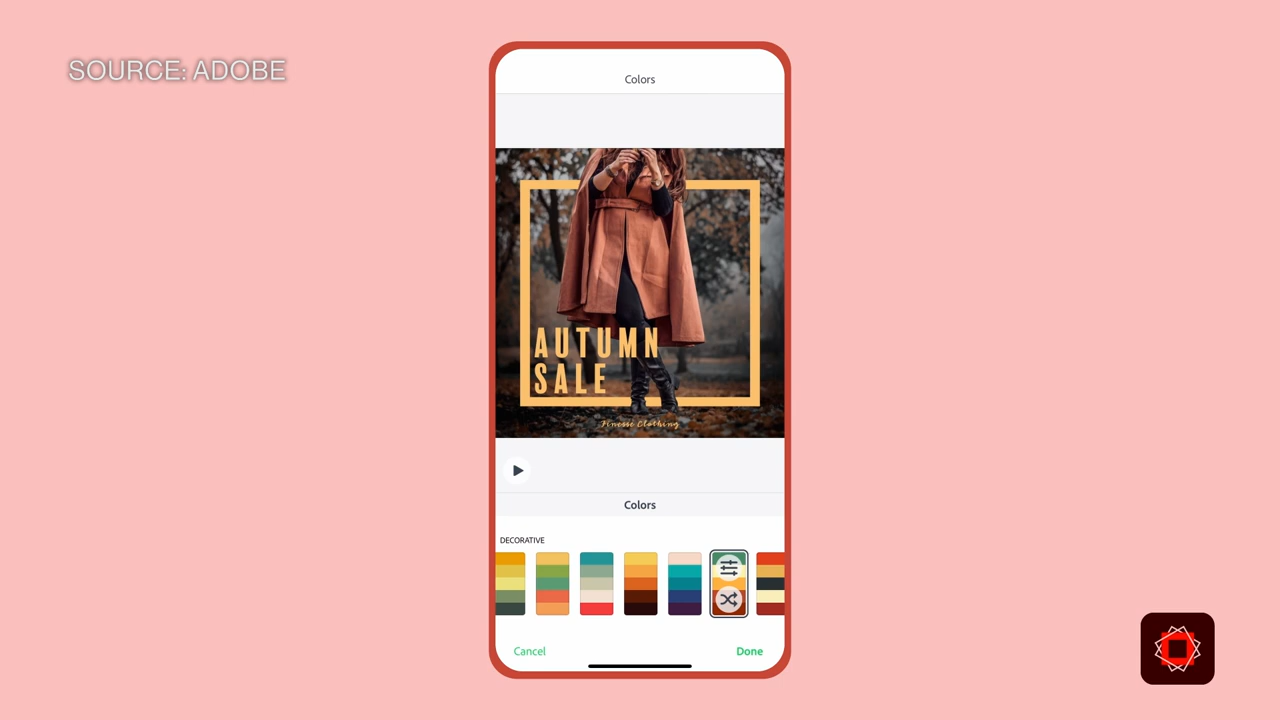 SOURCE: ADOBE
Colors
AUTUMN
SALE
Finesse Clothing
Colors
DECORATIVE
Cancel
Done